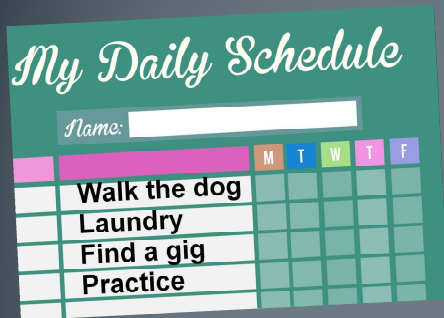 My Daily Schedule
Name:
M T W T F
Walk the dog
Laundry
Find a gig
Practice